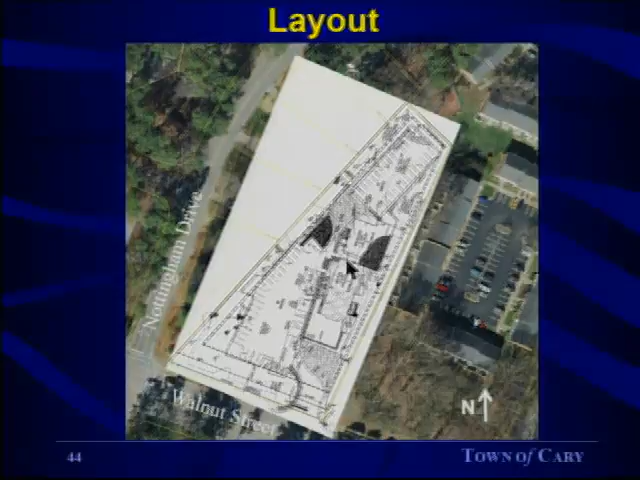 Layout
Nottingham Drive
Walnut Street
N
44
TOWN of CARY